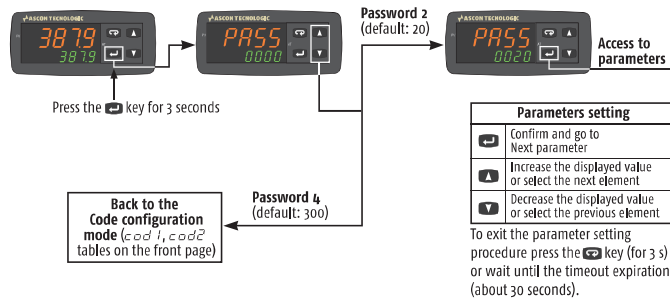 ASCON TECNOLOGIC
387.9
387.9
Press the key for 3 seconds
ASCON TECNOLOGIC
PASS
0000
Password 2
(default: 20)
ASCON TECNOLOGIC
PASS
0020
Access to
parameters
Parameters setting
Confirm and go to
Next parameter
Increase the displayed value
or select the next element
Decrease the displayed value
or select the previous element
To exit the parameter setting
procedure press the key (for 3 s)
or wait until the timeout expiration
(about 30 seconds).
Password 4
(default: 300)
Back to the
Code configuration
mode (cod1, cod2
tables on the front page)